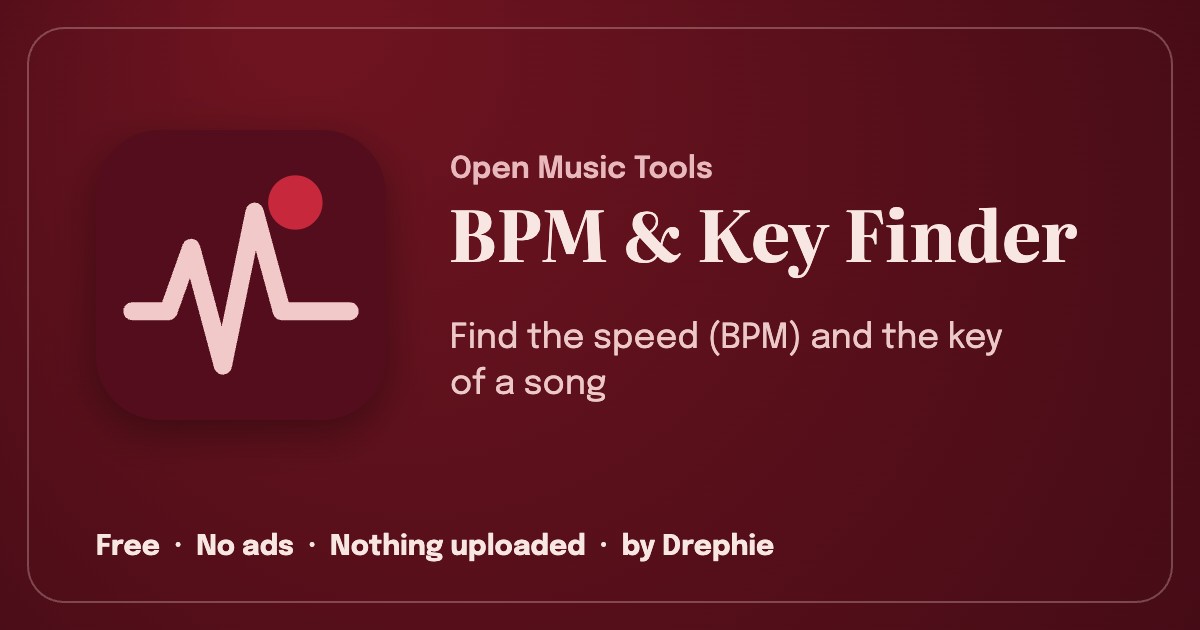 Open Music Tools
BPM & Key Finder
Find the speed (BPM) and the key
of a song
Free · No ads · Nothing uploaded · by Drephie